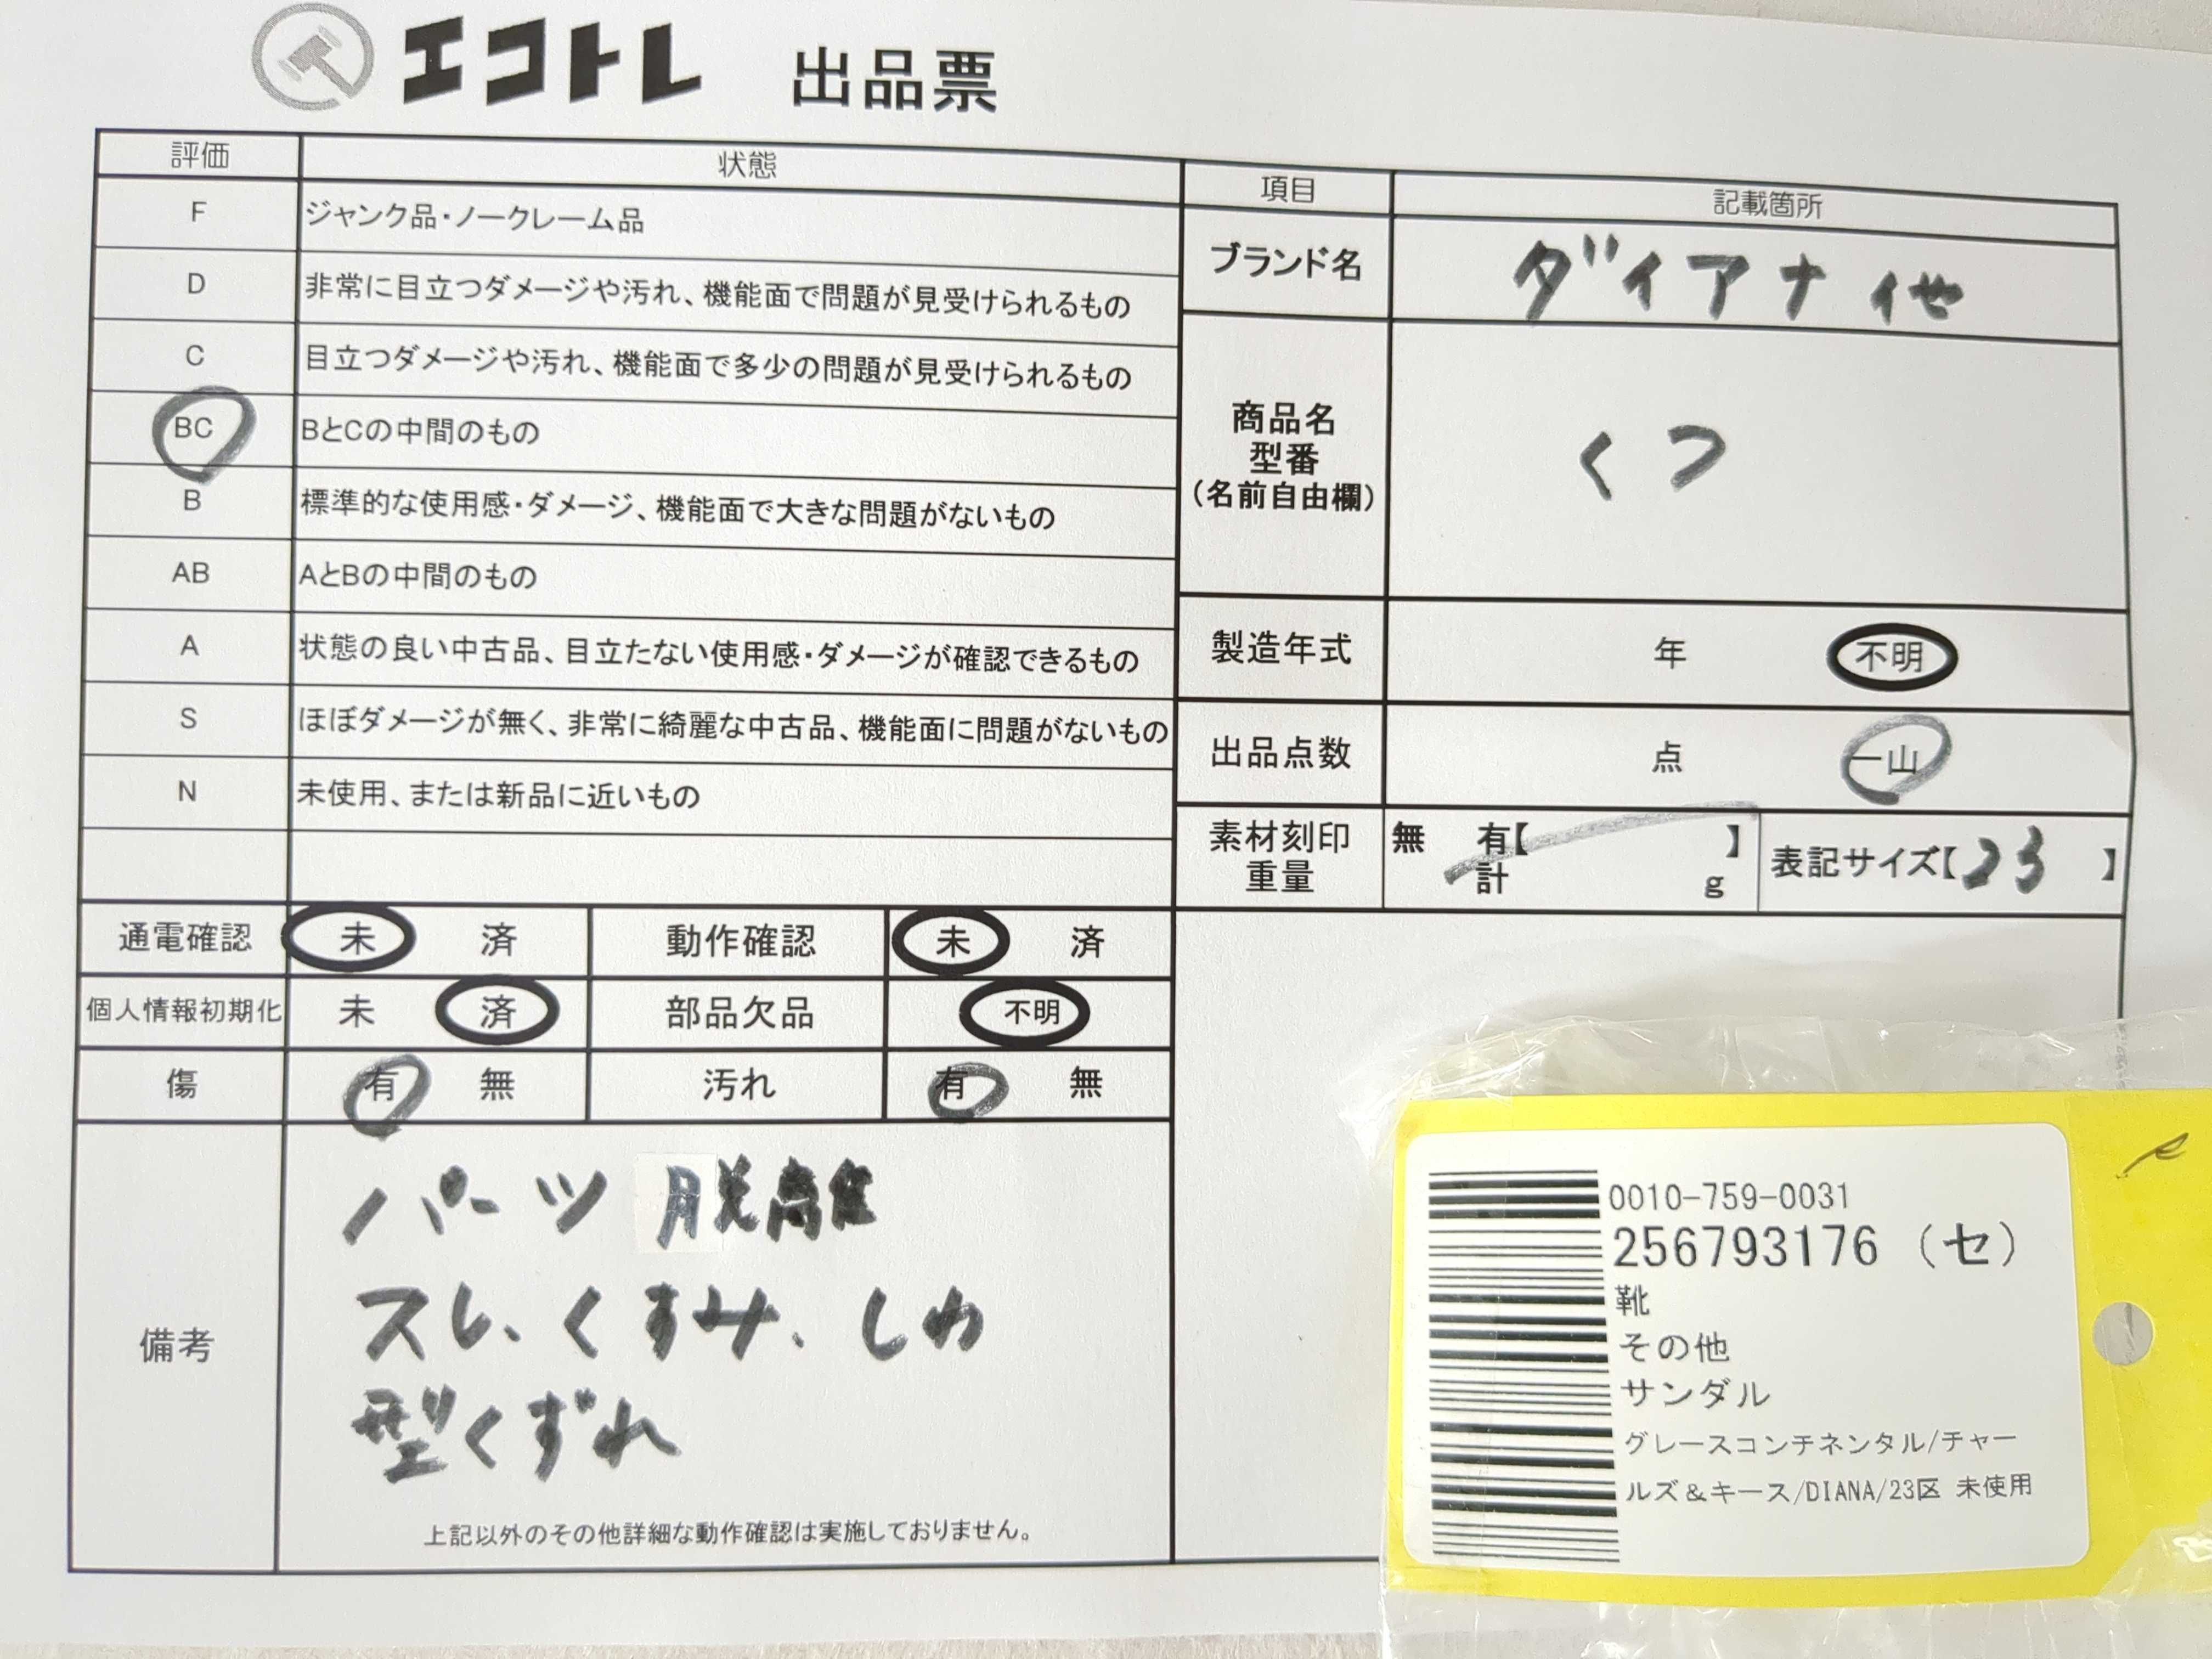 エコトレ 出品票
評価 状態
F ジャンク品・ノークレーム品
D 非常に目立つダメージや汚れ、機能面で問題が見受けられるもの
C 目立つダメージや汚れ、機能面で多少の問題が見受けられるもの
BC BとCの中間のもの
B 標準的な使用感・ダメージ、機能面で大きな問題がないもの
AB AとBの中間のもの
A 状態の良い中古品、目立たない使用感・ダメージが確認できるもの
S ほぼダメージが無く、非常に綺麗な中古品、機能面に問題がないもの
N 未使用、または新品に近いもの
項目 記載箇所
ブランド名 ダイアナ 他
商品名
型番
(名前自由欄)
くつ
製造年式 年 不明
出品点数 点 一山
素材刻印 無 有【 】
重量 計 g
表記サイズ【23 】
通電確認 未 済 動作確認 未 済
個人情報初期化 未 済 部品欠品 不明
傷 有 無 汚れ 有 無
備考
パーツ 脱離
スレ、くすみ、しわ
型くずれ
上記以外のその他詳細な動作確認は実施しておりません。
0010-759-0031
256793176 (セ)
靴
その他
サンダル
グレースコンチネンタル/チャー
ルズ&キース/DIANA/23区 未使用